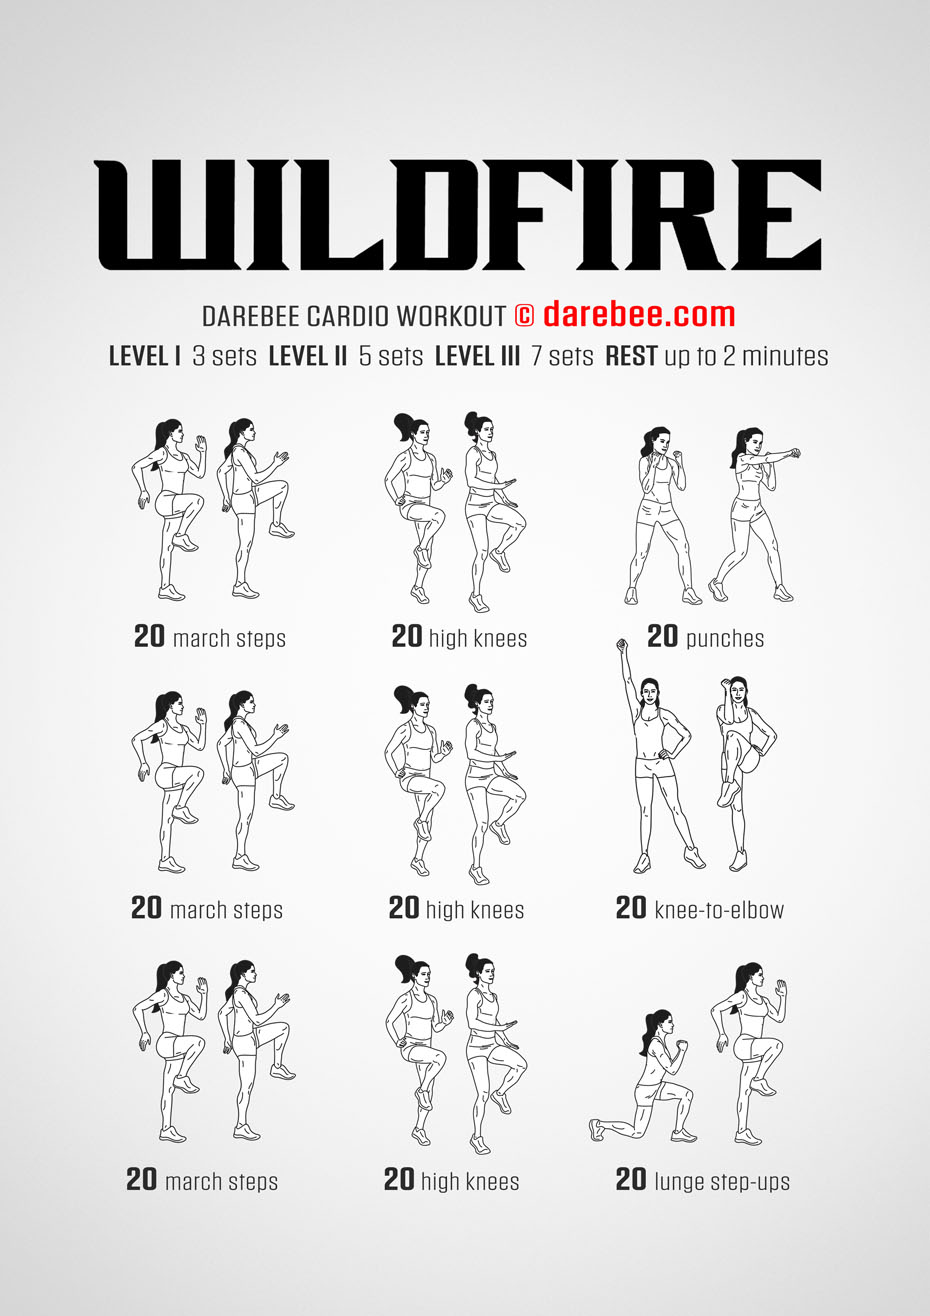 WILDFIRE
DAREBEE CARDIO WORKOUT © darebee.com
LEVEL I 3 sets LEVEL II 5 sets LEVEL III 7 sets REST up to 2 minutes
20 march steps
20 high knees
20 punches
20 march steps
20 high knees
20 knee-to-elbow
20 march steps
20 high knees
20 lunge step-ups